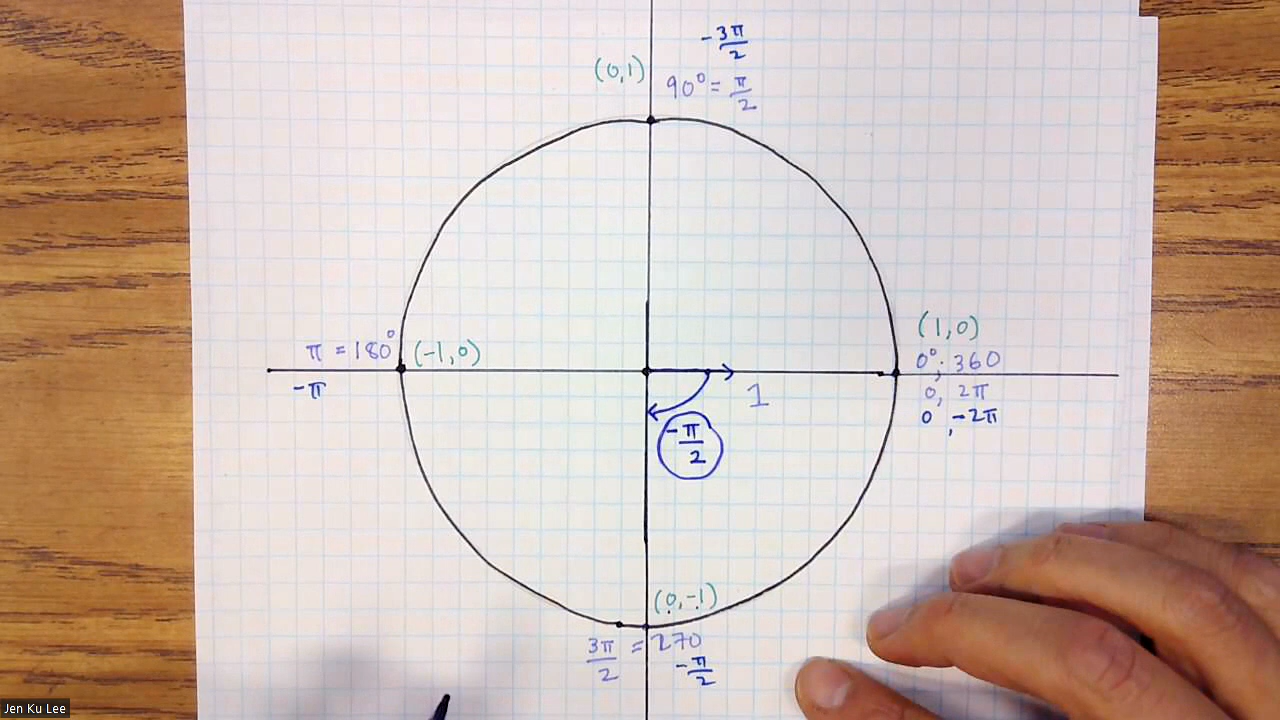 -3π/2
(0,1)
90° = π/2
(1,0)
π = 180° (-1,0)
0°; 360
-π
0, 2π
1
0, -2π
-π/2
(0,-1)
3π/2 = 270
-π/2
Jen Ku Lee